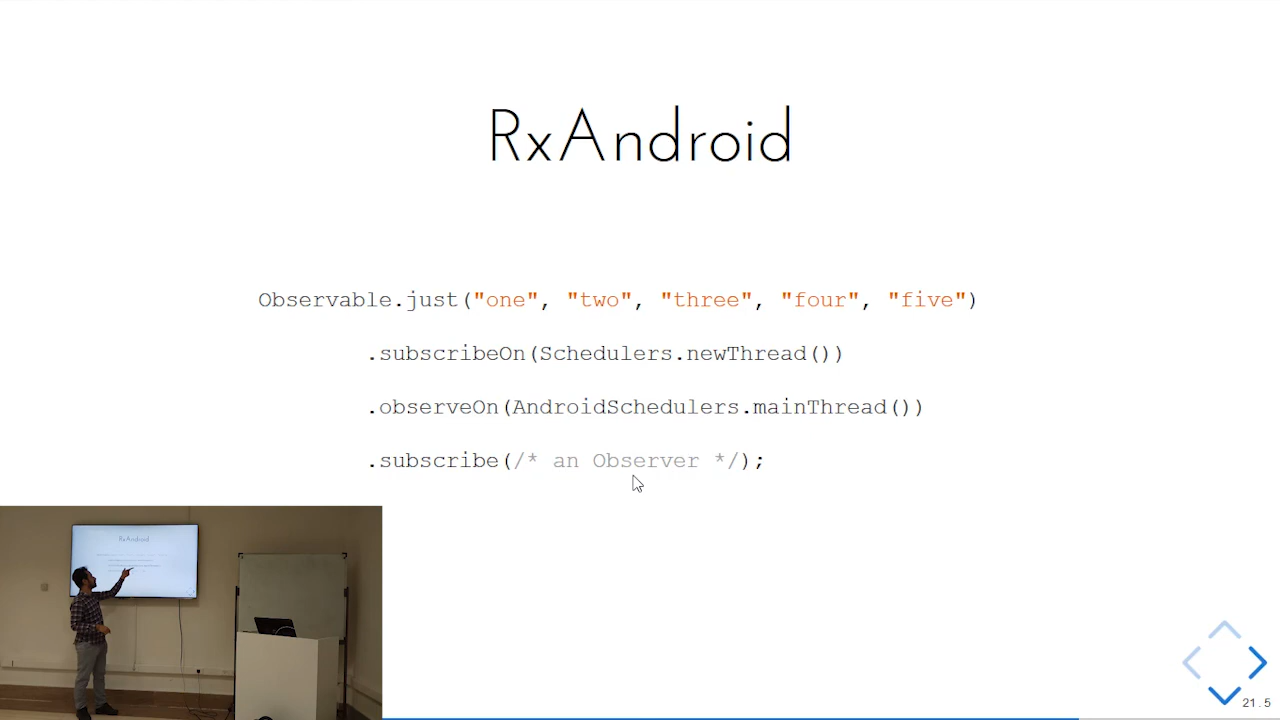 RxAndroid
Observable.just("one", "two", "three", "four", "five")
.subscribeOn(Schedulers.newThread())
.observeOn(AndroidSchedulers.mainThread())
.subscribe(/* an Observer */);
RxAndroid
21.5